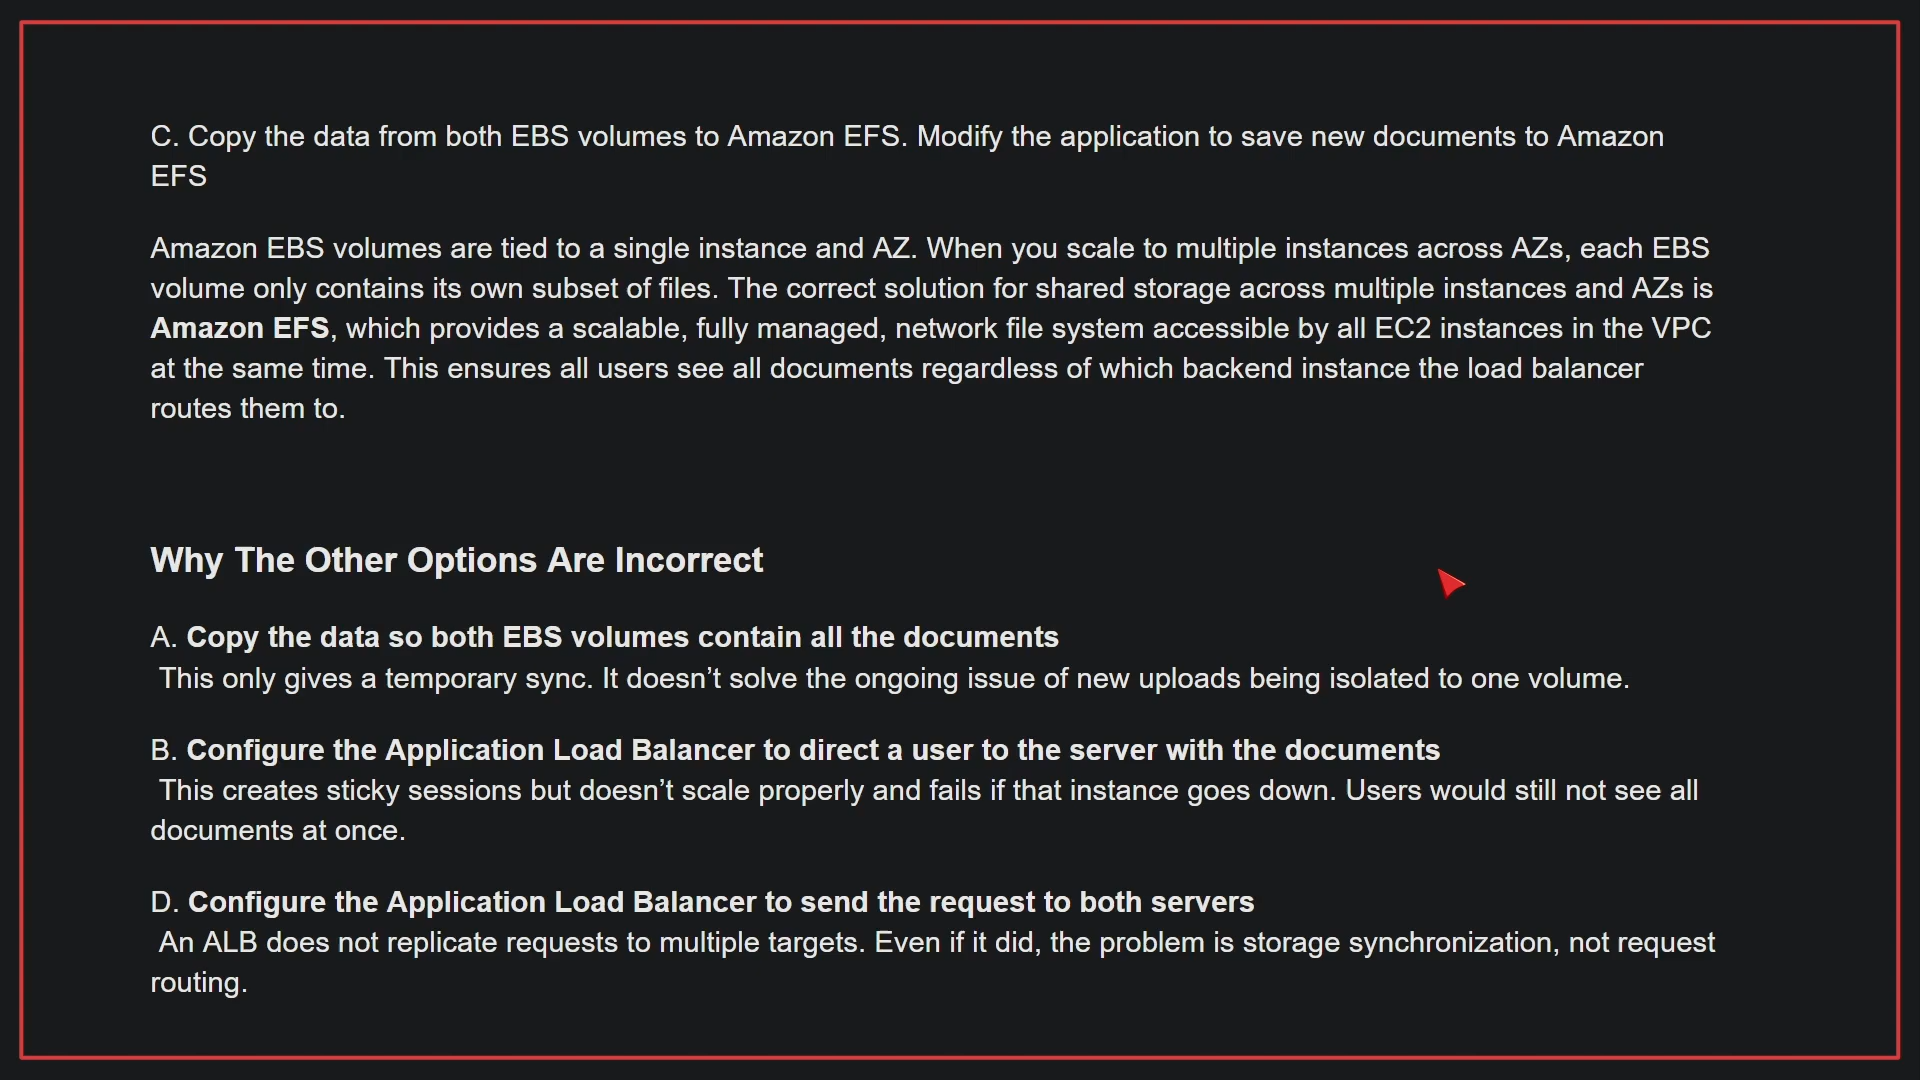 C. Copy the data from both EBS volumes to Amazon EFS. Modify the application to save new documents to Amazon
EFS
Amazon EBS volumes are tied to a single instance and AZ. When you scale to multiple instances across AZs, each EBS
volume only contains its own subset of files. The correct solution for shared storage across multiple instances and AZs is
Amazon EFS, which provides a scalable, fully managed, network file system accessible by all EC2 instances in the VPC
at the same time. This ensures all users see all documents regardless of which backend instance the load balancer
routes them to.
Why The Other Options Are Incorrect
A. Copy the data so both EBS volumes contain all the documents
This only gives a temporary sync. It doesn’t solve the ongoing issue of new uploads being isolated to one volume.
B. Configure the Application Load Balancer to direct a user to the server with the documents
This creates sticky sessions but doesn’t scale properly and fails if that instance goes down. Users would still not see all
documents at once.
D. Configure the Application Load Balancer to send the request to both servers
An ALB does not replicate requests to multiple targets. Even if it did, the problem is storage synchronization, not request
routing.